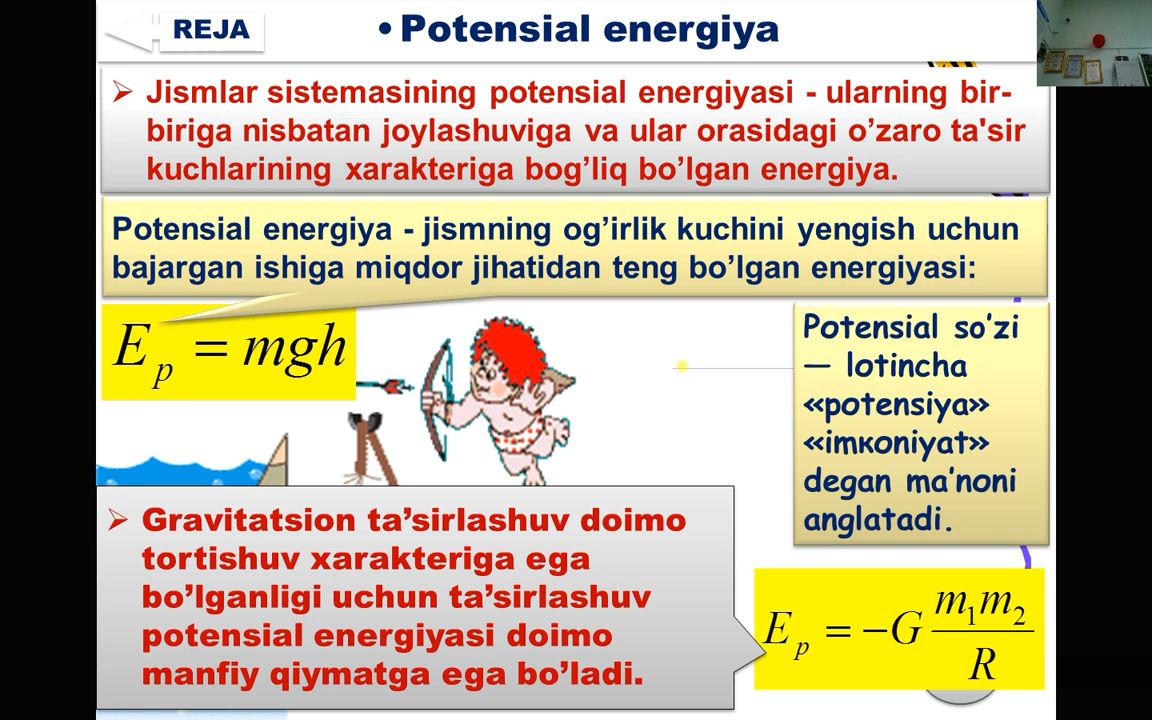 REJA
• Potensial energiya
➢ Jismlar sistemasining potensial energiyasi - ularning bir-
biriga nisbatan joylashuviga va ular orasidagi o’zaro ta'sir
kuchlarining xarakteriga bog’liq bo’lgan energiya.
Potensial energiya - jismning og’irlik kuchini yengish uchun
bajargan ishiga miqdor jihatidan teng bo’lgan energiyasi:
E_p = mgh
Potensial so’zi
— lotincha
«potensiya»
«imкoniyat»
degan ma’noni
anglatadi.
➢ Gravitatsion ta’sirlashuv doimo
tortishuv xarakteriga ega
bo’lganligi uchun ta’sirlashuv
potensial energiyasi doimo
manfiy qiymatga ega bo’ladi.
E_p = −G m₁m₂ / R